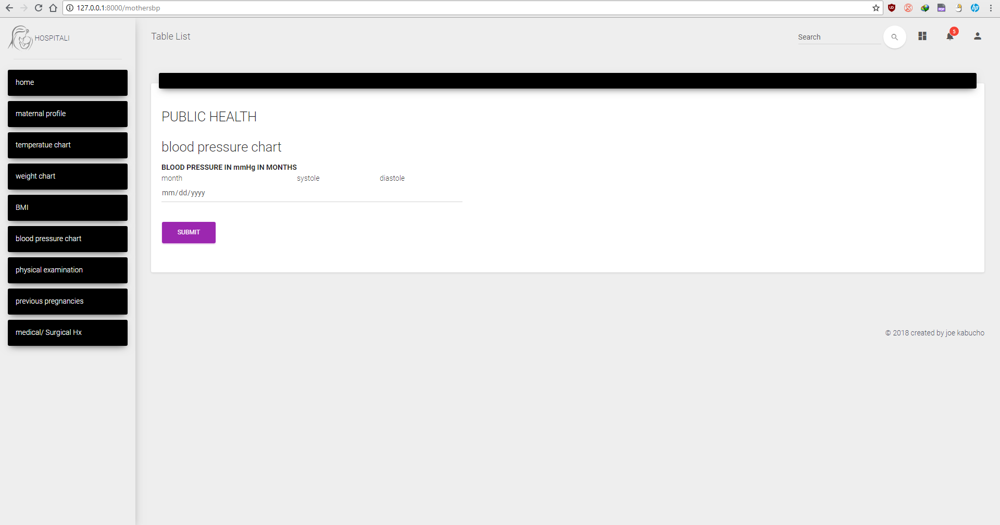 127.0.0.1:8000/mothersbp
HOSPITALI
home
maternal profile
temperatue chart
weight chart
BMI
blood pressure chart
physical examination
previous pregnancies
medical/ Surgical Hx
Table List
Search
5
PUBLIC HEALTH
blood pressure chart
BLOOD PRESSURE IN mmHg IN MONTHS
month systole diastole
mm/dd/yyyy
SUBMIT
© 2018 created by joe kabucho